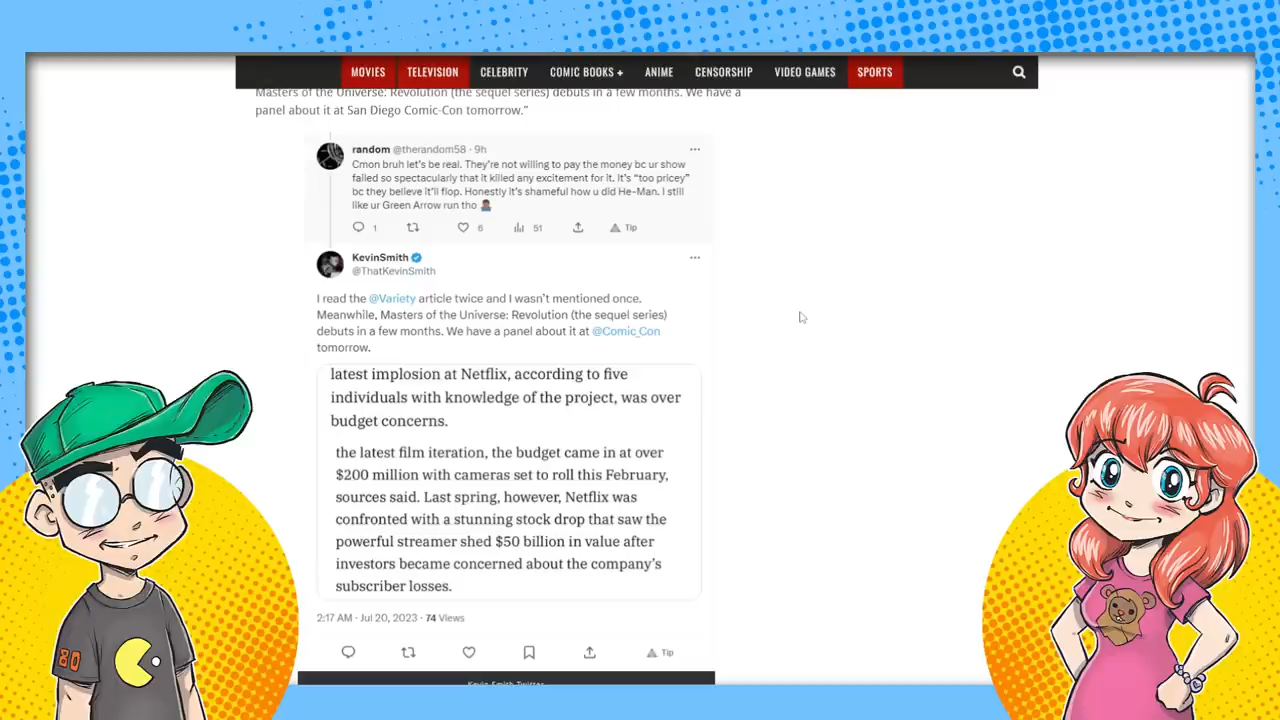 MOVIES TELEVISION CELEBRITY COMIC BOOKS + ANIME CENSORSHIP VIDEO GAMES SPORTS
Masters of the Universe: Revolution (the sequel series) debuts in a few months. We have a
panel about it at San Diego Comic-Con tomorrow.”
random @therandom58 · 9h
Cmon bruh let's be real. They're not willing to pay the money bc ur show
failed so spectacularly that it killed any excitement for it. It's “too pricey”
bc they believe it'll flop. Honestly it's shameful how u did He-Man. I still
like ur Green Arrow run tho
1 6 51 Tip
KevinSmith
@ThatKevinSmith
I read the @Variety article twice and I wasn't mentioned once.
Meanwhile, Masters of the Universe: Revolution (the sequel series)
debuts in a few months. We have a panel about it at @Comic_Con
tomorrow.
latest implosion at Netflix, according to five
individuals with knowledge of the project, was over
budget concerns.
the latest film iteration, the budget came in at over
$200 million with cameras set to roll this February,
sources said. Last spring, however, Netflix was
confronted with a stunning stock drop that saw the
powerful streamer shed $50 billion in value after
investors became concerned about the company's
subscriber losses.
2:17 AM · Jul 20, 2023 · 74 Views
Tip
Kevin Smith Twitter
80